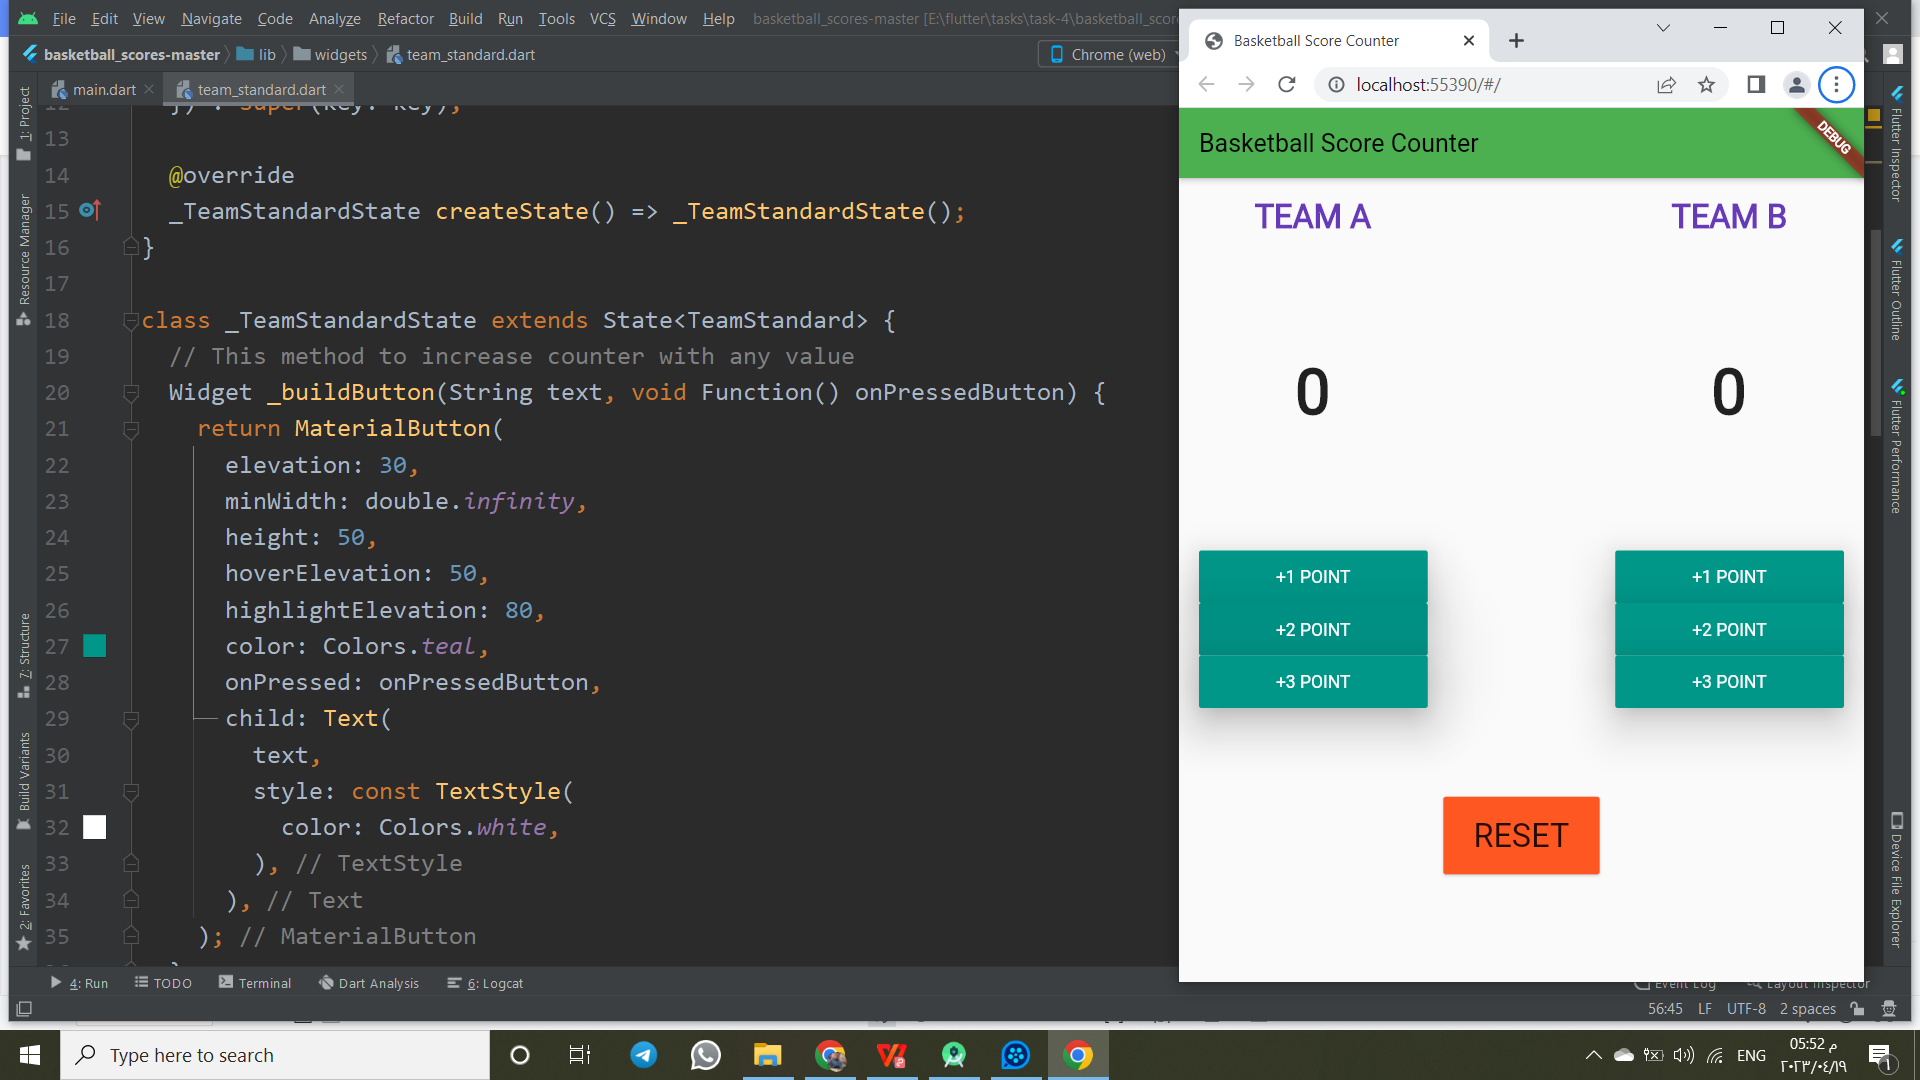 File Edit View Navigate Code Analyze Refactor Build Run Tools VCS Window Help basketball_scores-master [E:\flutter\tasks\task-4\basketball_scor
basketball_scores-master lib widgets team_standard.dart Chrome (web)
main.dart team_standard.dart
12 }) : super(key: key);
13
14 @override
15 _TeamStandardState createState() => _TeamStandardState();
16 }
17
18 class _TeamStandardState extends State<TeamStandard> {
19 // This method to increase counter with any value
20 Widget _buildButton(String text, void Function() onPressedButton) {
21 return MaterialButton(
22 elevation: 30,
23 minWidth: double.infinity,
24 height: 50,
25 hoverElevation: 50,
26 highlightElevation: 80,
27 color: Colors.teal,
28 onPressed: onPressedButton,
29 child: Text(
30 text,
31 style: const TextStyle(
32 color: Colors.white,
33 ), // TextStyle
34 ), // Text
35 ); // MaterialButton
1: Project
Resource Manager
7: Structure
Build Variants
2: Favorites
Basketball Score Counter
localhost:55390/#/
Basketball Score Counter
DEBUG
TEAM A TEAM B
0 0
+1 POINT +1 POINT
+2 POINT +2 POINT
+3 POINT +3 POINT
RESET
Flutter Inspector
Flutter Outline
Flutter Performance
Device File Explorer
4: Run TODO Terminal Dart Analysis 6: Logcat Event Log Layout Inspector
56:45 LF UTF-8 2 spaces
Type here to search
ENG
05:52 م
٢٠٢٣/٠٤/١٩
١